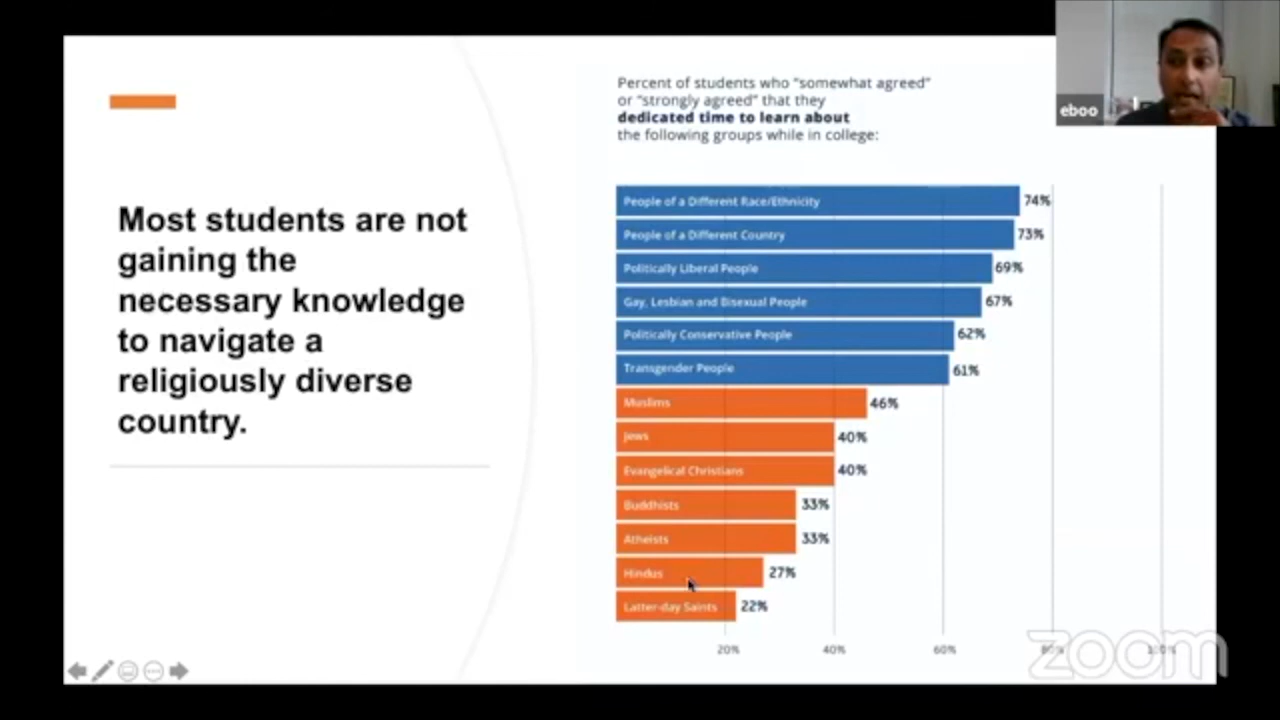 Most students are not
gaining the
necessary knowledge
to navigate a
religiously diverse
country.
Percent of students who “somewhat agreed”
or “strongly agreed” that they
dedicated time to learn about
the following groups while in college:
eboo
People of a Different Race/Ethnicity 74%
People of a Different Country 73%
Politically Liberal People 69%
Gay, Lesbian and Bisexual People 67%
Politically Conservative People 62%
Transgender People 61%
Muslims 46%
Jews 40%
Evangelical Christians 40%
Buddhists 33%
Atheists 33%
Hindus 27%
Latter-day Saints 22%
20% 40% 60% 80% 100%
zoom